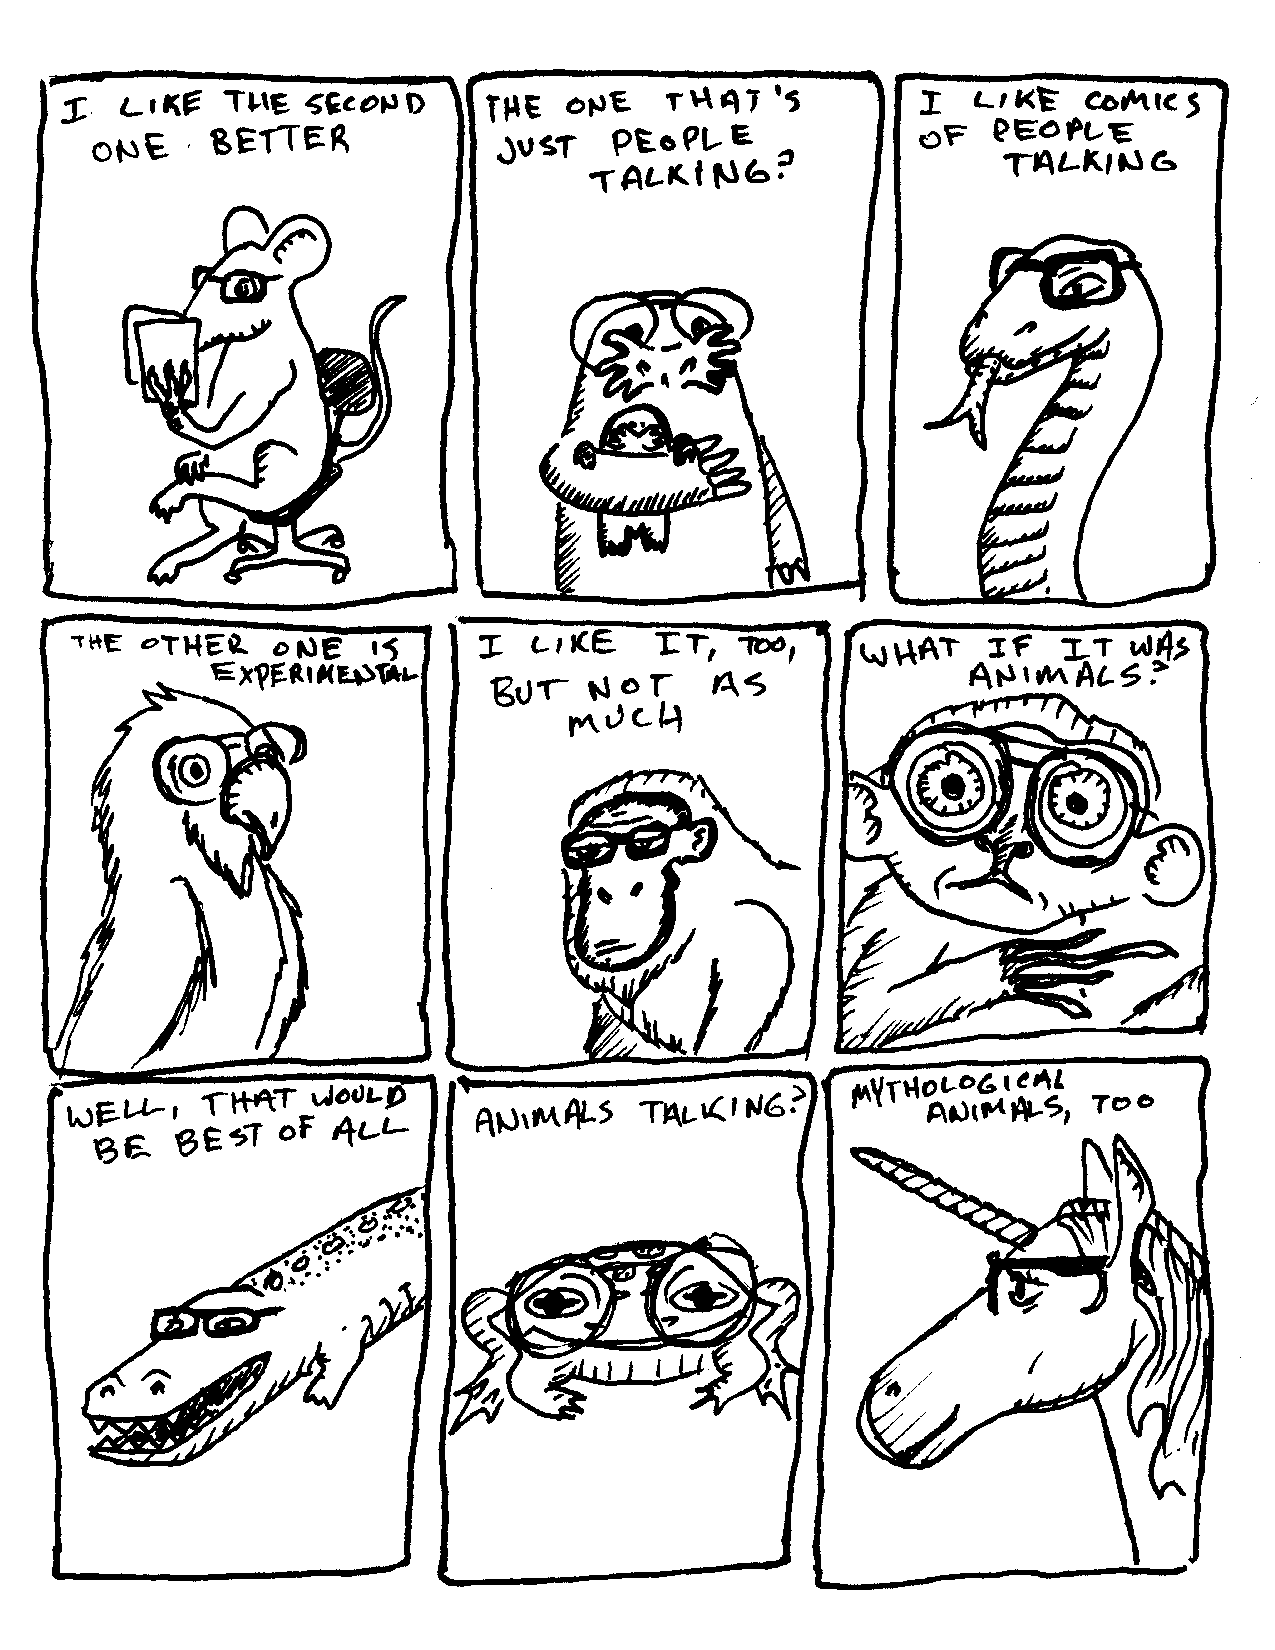 I LIKE THE SECOND
ONE BETTER
THE ONE THAT'S
JUST PEOPLE
TALKING?
I LIKE COMICS
OF PEOPLE
TALKING
THE OTHER ONE IS
EXPERIMENTAL
I LIKE IT, TOO,
BUT NOT AS
MUCH
WHAT IF IT WAS
ANIMALS?
WELL, THAT WOULD
BE BEST OF ALL
ANIMALS TALKING?
MYTHOLOGICAL
ANIMALS, TOO